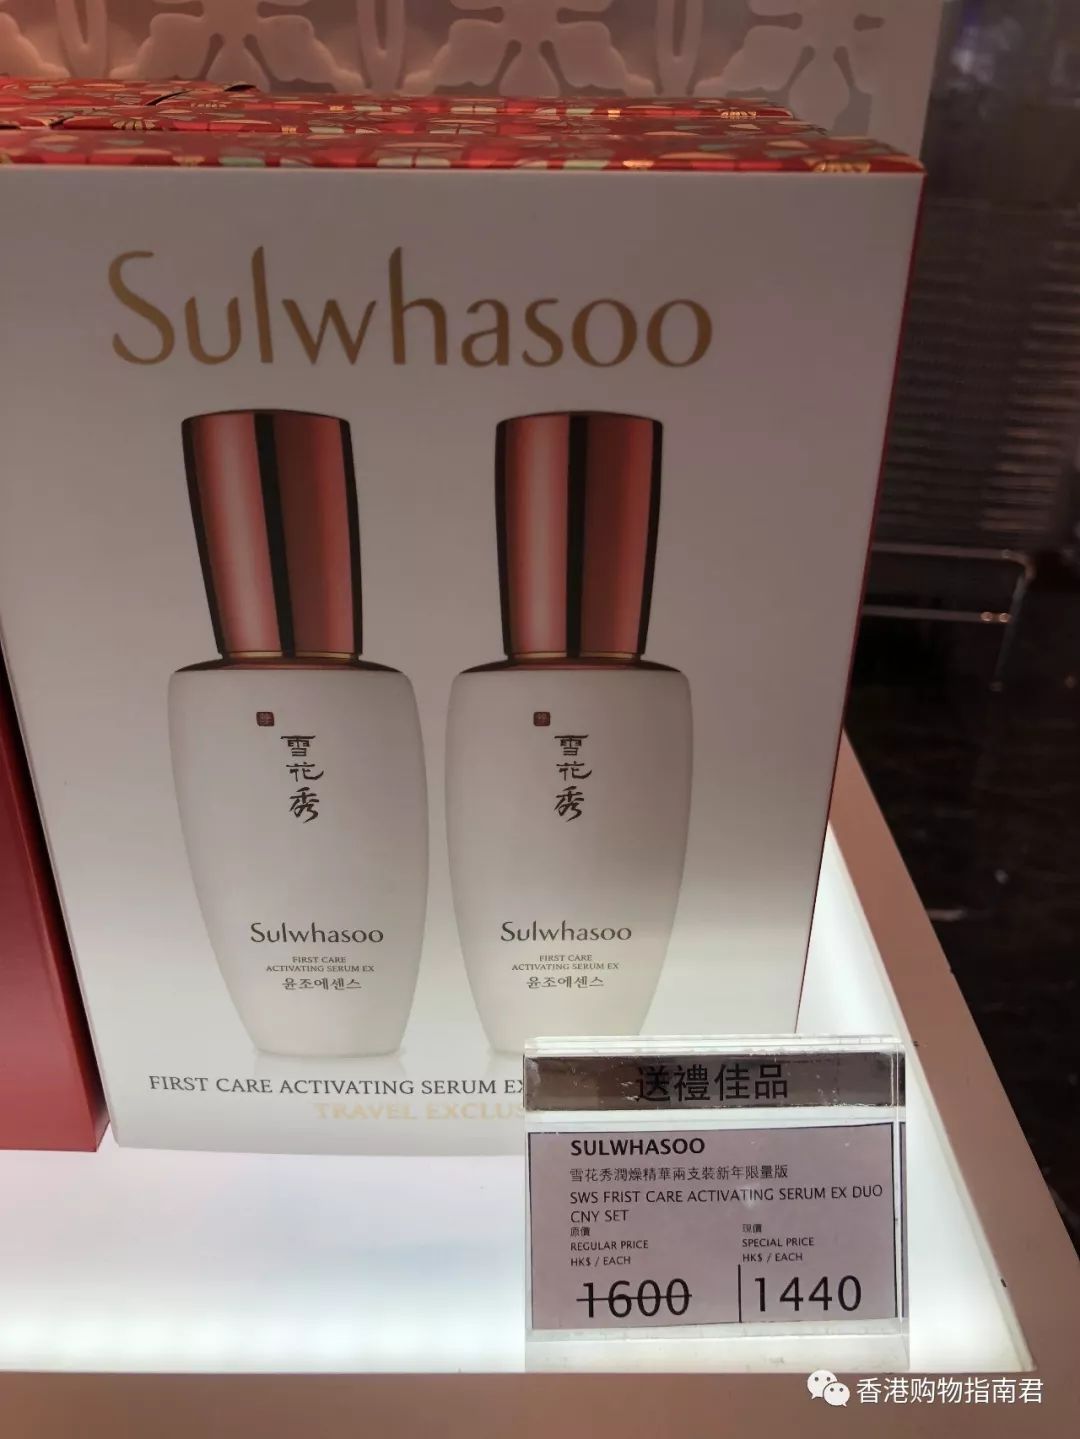 Sulwhasoo
雪
花
秀
Sulwhasoo
FIRST CARE
ACTIVATING SERUM EX
윤조에센스
雪
花
秀
Sulwhasoo
FIRST CARE
ACTIVATING SERUM EX
윤조에센스
FIRST CARE ACTIVATING SERUM EX
TRAVEL EXCLUS
送禮佳品
SULWHASOO
雪花秀潤燥精華兩支裝新年限量版
SWS FRIST CARE ACTIVATING SERUM EX DUO
CNY SET
原價
REGULAR PRICE
HK$ / EACH
1600
現價
SPECIAL PRICE
HK$ / EACH
1440
香港购物指南君